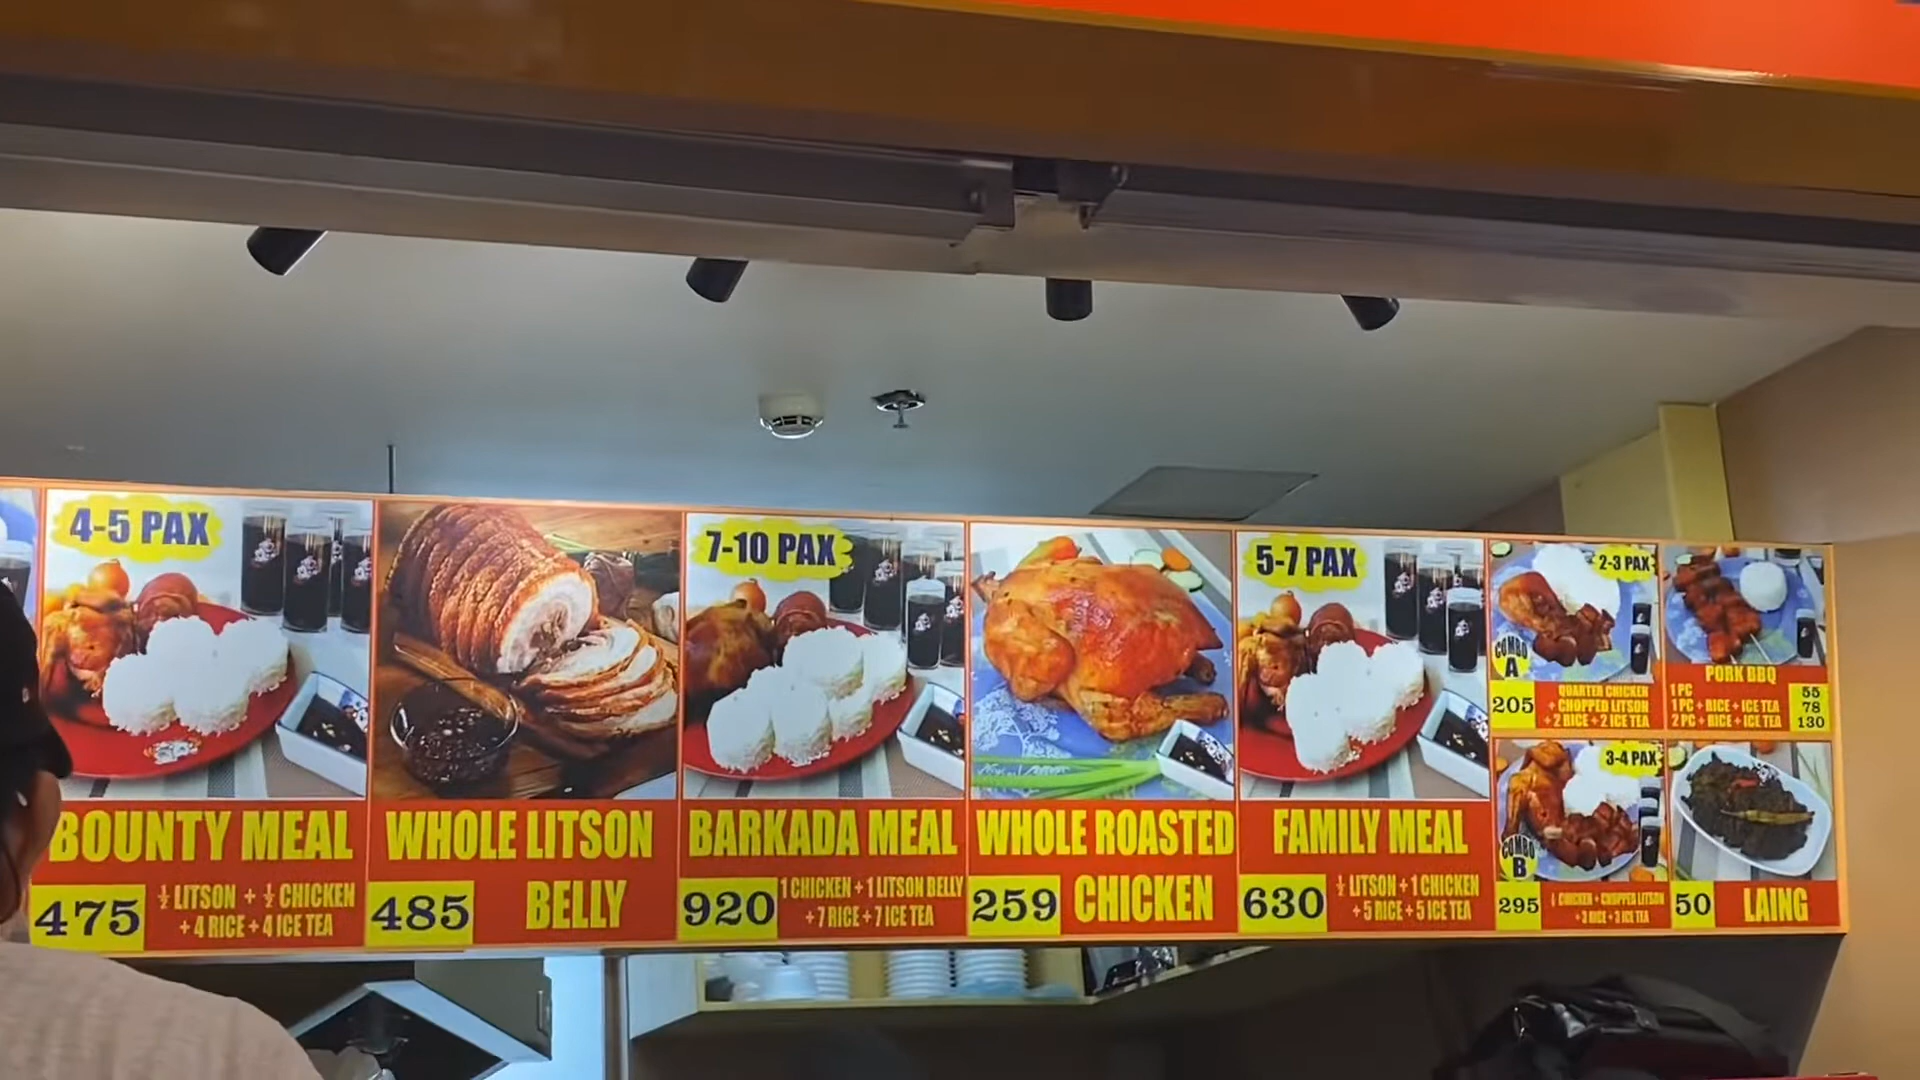 4-5 PAX
BOUNTY MEAL
475
½ LITSON + ½ CHICKEN
+ 4 RICE + 4 ICE TEA
WHOLE LITSON
485
BELLY
7-10 PAX
BARKADA MEAL
920
1 CHICKEN + 1 LITSON BELLY
+ 7 RICE + 7 ICE TEA
WHOLE ROASTED
259
CHICKEN
5-7 PAX
FAMILY MEAL
630
½ LITSON + 1 CHICKEN
+ 5 RICE + 5 ICE TEA
2-3 PAX
COMBO
A
205
QUARTER CHICKEN
+ CHOPPED LITSON
+ 2 RICE + 2 ICE TEA
PORK BBQ
1 PC 55
1 PC + RICE + ICE TEA 78
2 PC + RICE + ICE TEA 130
3-4 PAX
COMBO
B
295
CHICKEN + CHOPPED LITSON
+ 3 RICE + 3 ICE TEA
50
LAING